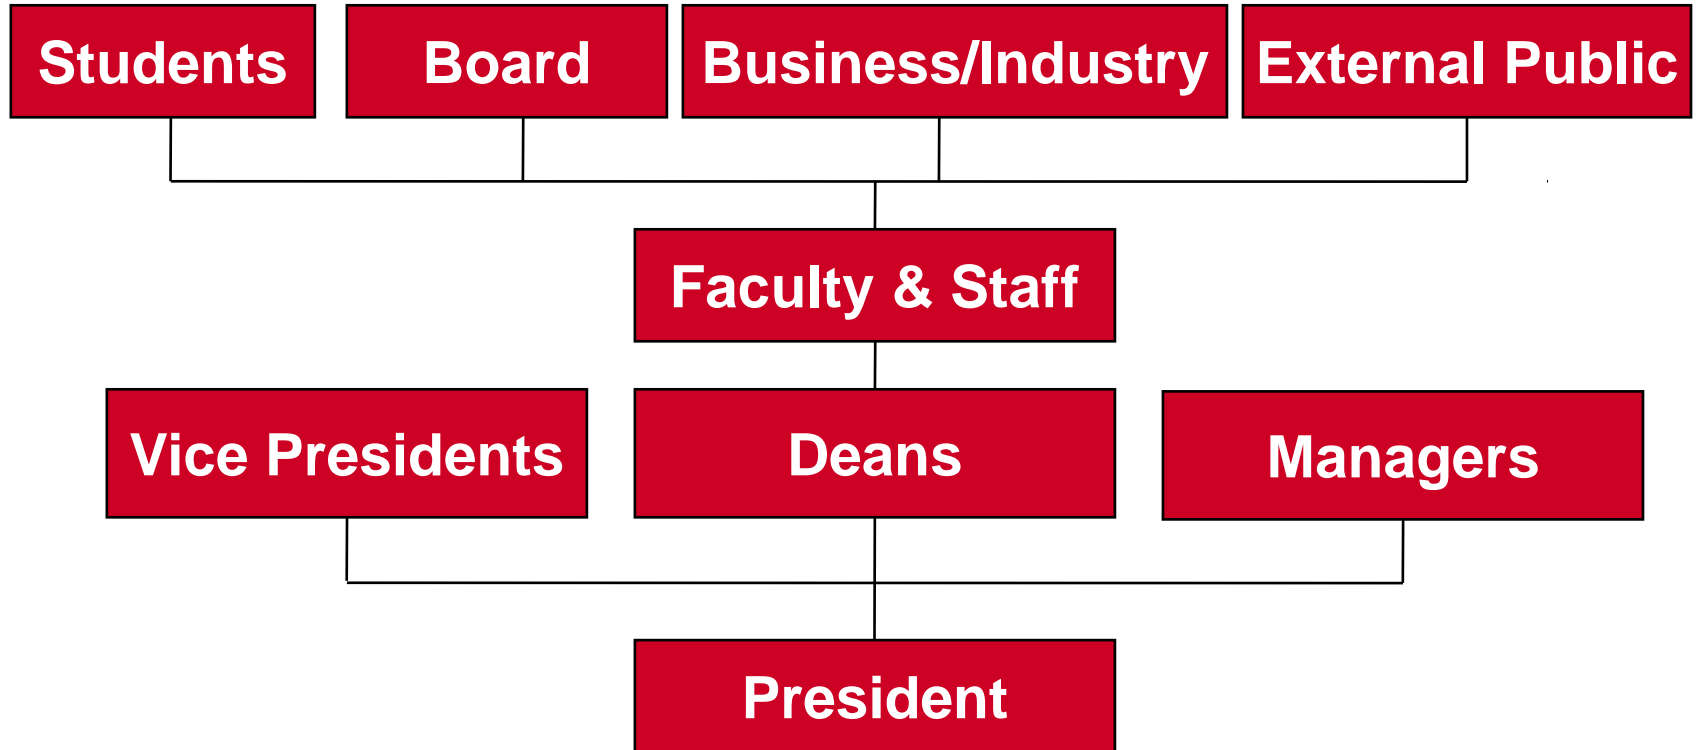 Students
Board
Business/Industry
External Public
Faculty & Staff
Vice Presidents
Deans
Managers
President